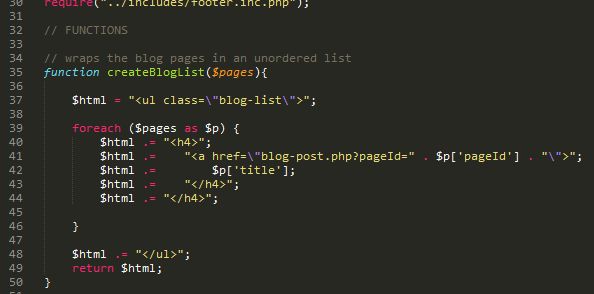 30 require("../includes/footer.inc.php");
31
32 // FUNCTIONS
33
34 // wraps the blog pages in an unordered list
35 function createBlogList($pages){
36
37 $html = "<ul class=\"blog-list\">";
38
39 foreach ($pages as $p) {
40 $html .= "<h4>";
41 $html .= "<a href=\"blog-post.php?pageId=" . $p['pageId'] . "\">";
42 $html .= $p['title'];
43 $html .= "</h4>";
44 $html .= "</h4>";
45
46 }
47
48 $html .= "</ul>";
49 return $html;
50 }